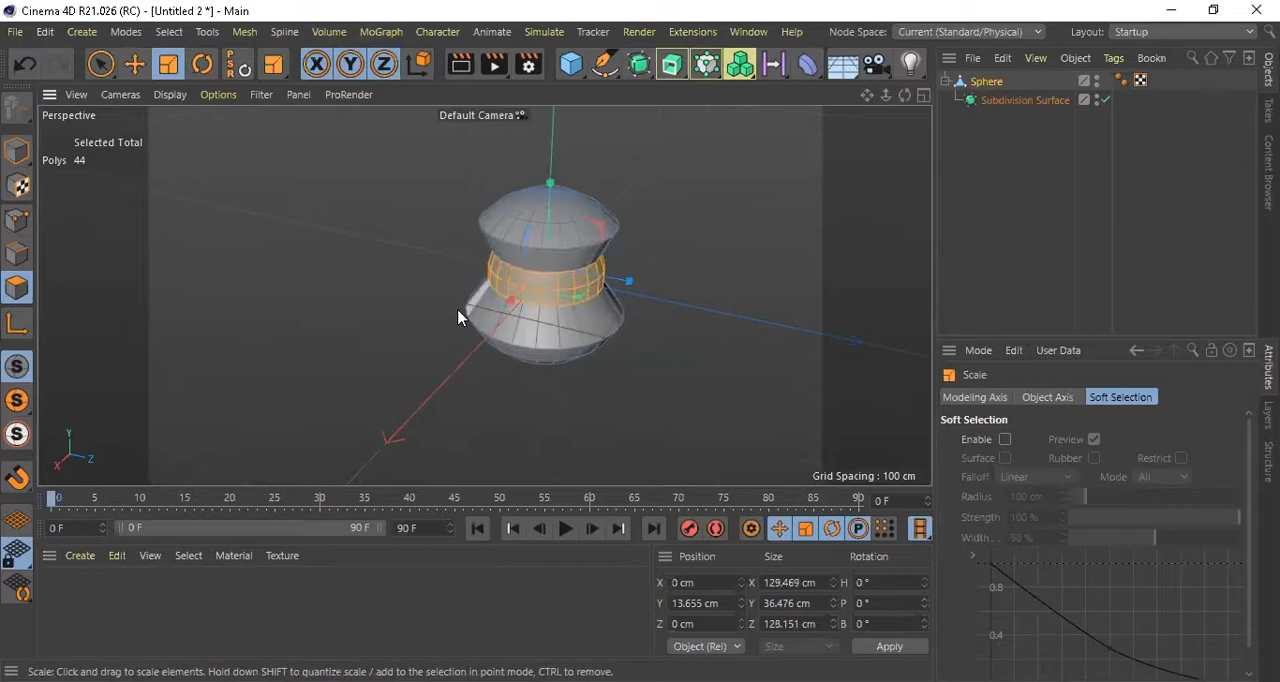 Cinema 4D R21.026 (RC) - [Untitled 2 *] - Main
File Edit Create Modes Select Tools Mesh Spline Volume MoGraph Character Animate Simulate Tracker Render Extensions Window Help Node Space: Current (Standard/Physical) Layout: Startup
X Y Z
PSR
File Edit View Object Tags Bookn
View Cameras Display Options Filter Panel ProRender
Perspective
Default Camera
Selected Total
Polys 44
Sphere
Subdivision Surface
Objects
Takes
Content Browser
Mode Edit User Data
Scale
Modeling Axis Object Axis Soft Selection
Soft Selection
Enable Preview
Surface Rubber Restrict
Falloff Linear Mode All
Radius 100 cm
Strength 100 %
Width . . 50 %
0.8
0.4
Attributes
Layers
Structure
Y
X Z
Grid Spacing : 100 cm
0 5 10 15 20 25 30 35 40 45 50 55 60 65 70 75 80 85 90 0 F
0 F 0 F 90 F 90 F
Create Edit View Select Material Texture
Position Size Rotation
X 0 cm X 129.469 cm H 0 °
Y 13.655 cm Y 36.476 cm P 0 °
Z 0 cm Z 128.151 cm B 0 °
Object (Rel) Size Apply
Scale: Click and drag to scale elements. Hold down SHIFT to quantize scale / add to the selection in point mode, CTRL to remove.